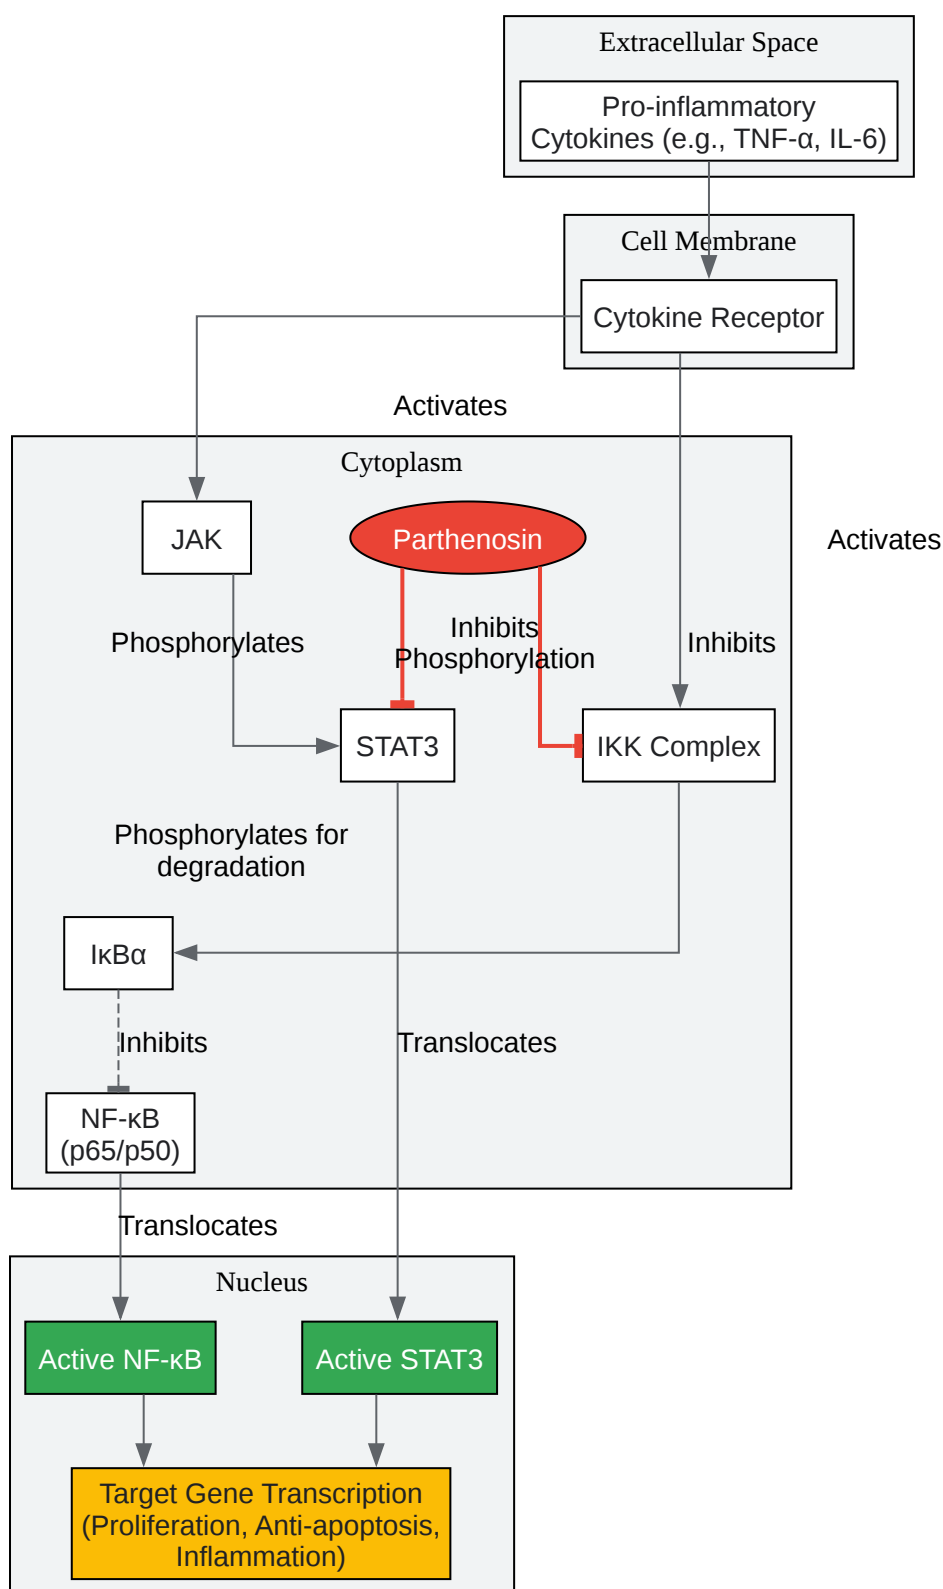 Extracellular Space
Pro-inflammatory
Cytokines (e.g., TNF-α, IL-6)
Cell Membrane
Cytokine Receptor
Activates
Cytoplasm
JAK
Parthenosin
Activates
Phosphorylates
Inhibits
Phosphorylation
Inhibits
STAT3
IKK Complex
Phosphorylates for
degradation
IκBα
Inhibits
Translocates
NF-κB
(p65/p50)
Translocates
Nucleus
Active NF-κB
Active STAT3
Target Gene Transcription
(Proliferation, Anti-apoptosis,
Inflammation)